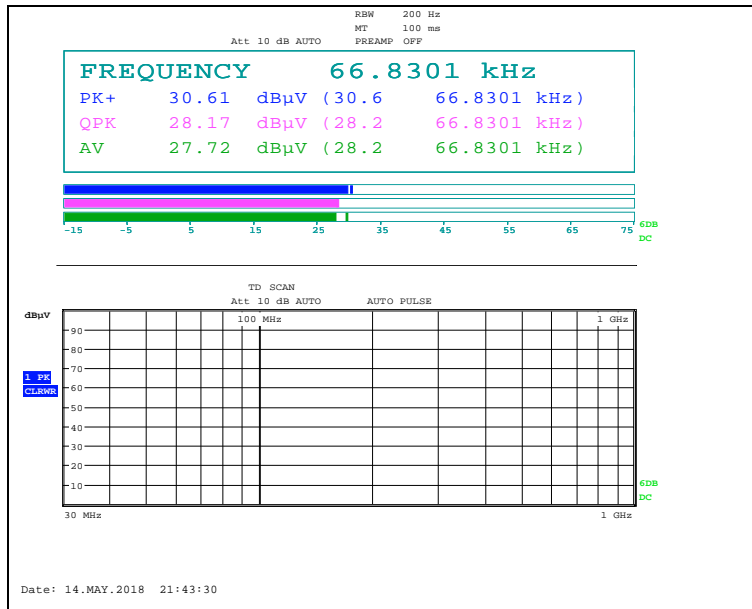 RBW 200 Hz
MT 100 ms
Att 10 dB AUTO PREAMP OFF
FREQUENCY 66.8301 kHz
PK+ 30.61 dBµV (30.6 66.8301 kHz)
QPK 28.17 dBµV (28.2 66.8301 kHz)
AV 27.72 dBµV (28.2 66.8301 kHz)
-15 -5 5 15 25 35 45 55 65 75
6DB
DC
TD SCAN
Att 10 dB AUTO AUTO PULSE
dBµV
100 MHz 1 GHz
90
80
70
1 PK
60
CLRWR
50
40
30
20
10
6DB
DC
30 MHz 1 GHz
Date: 14.MAY.2018 21:43:30